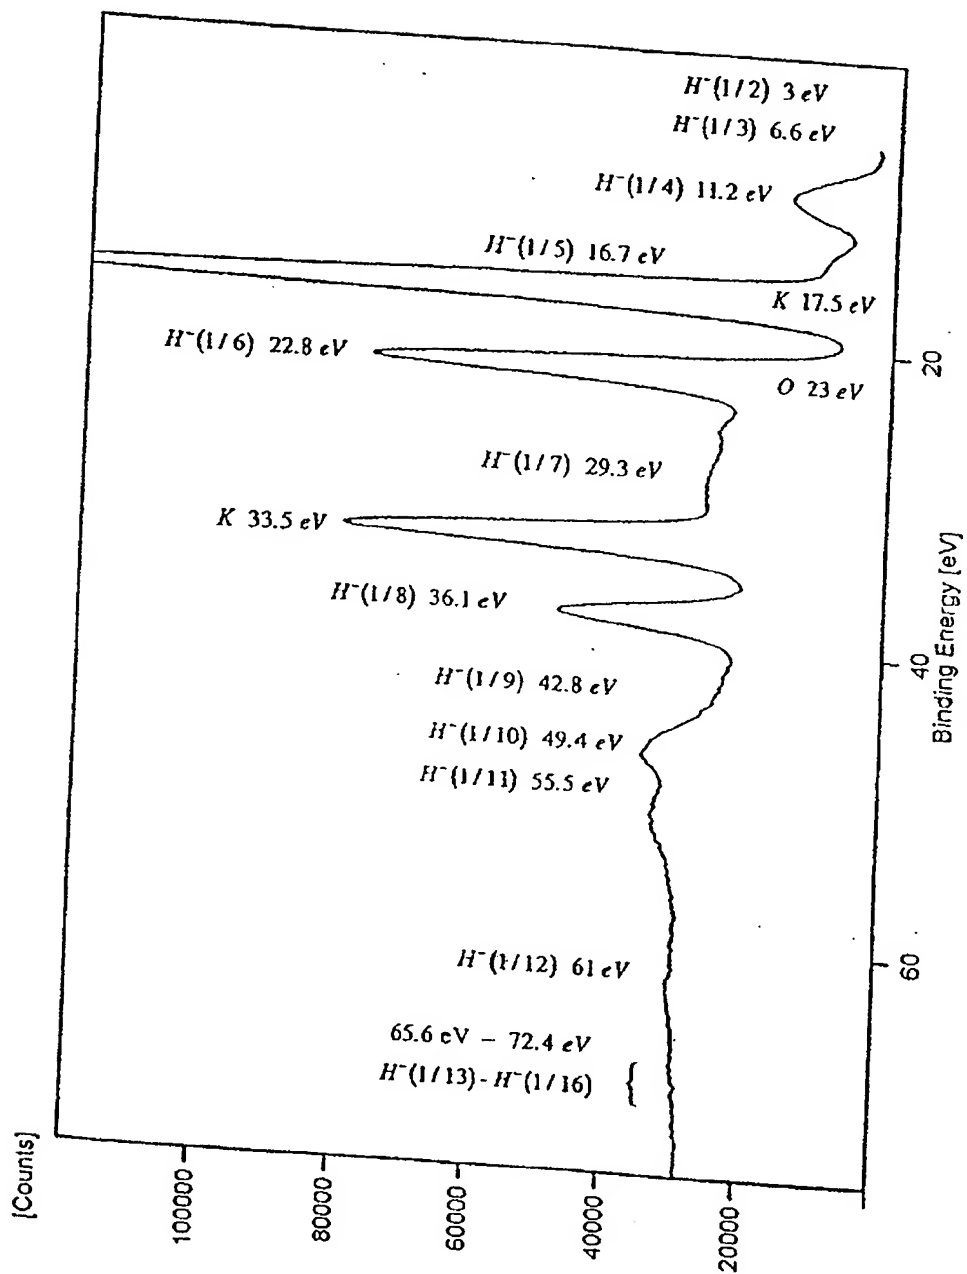 H⁻(1/2) 3 eV
H⁻(1/3) 6.6 eV
H⁻(1/4) 11.2 eV
H⁻(1/5) 16.7 eV
K 17.5 eV
H⁻(1/6) 22.8 eV
O 23 eV
H⁻(1/7) 29.3 eV
K 33.5 eV
H⁻(1/8) 36.1 eV
H⁻(1/9) 42.8 eV
H⁻(1/10) 49.4 eV
H⁻(1/11) 55.5 eV
H⁻(1/12) 61 eV
65.6 eV – 72.4 eV
H⁻(1/13) - H⁻(1/16) {
20
40
60
Binding Energy [eV]
[Counts]
100000
80000
60000
40000
20000